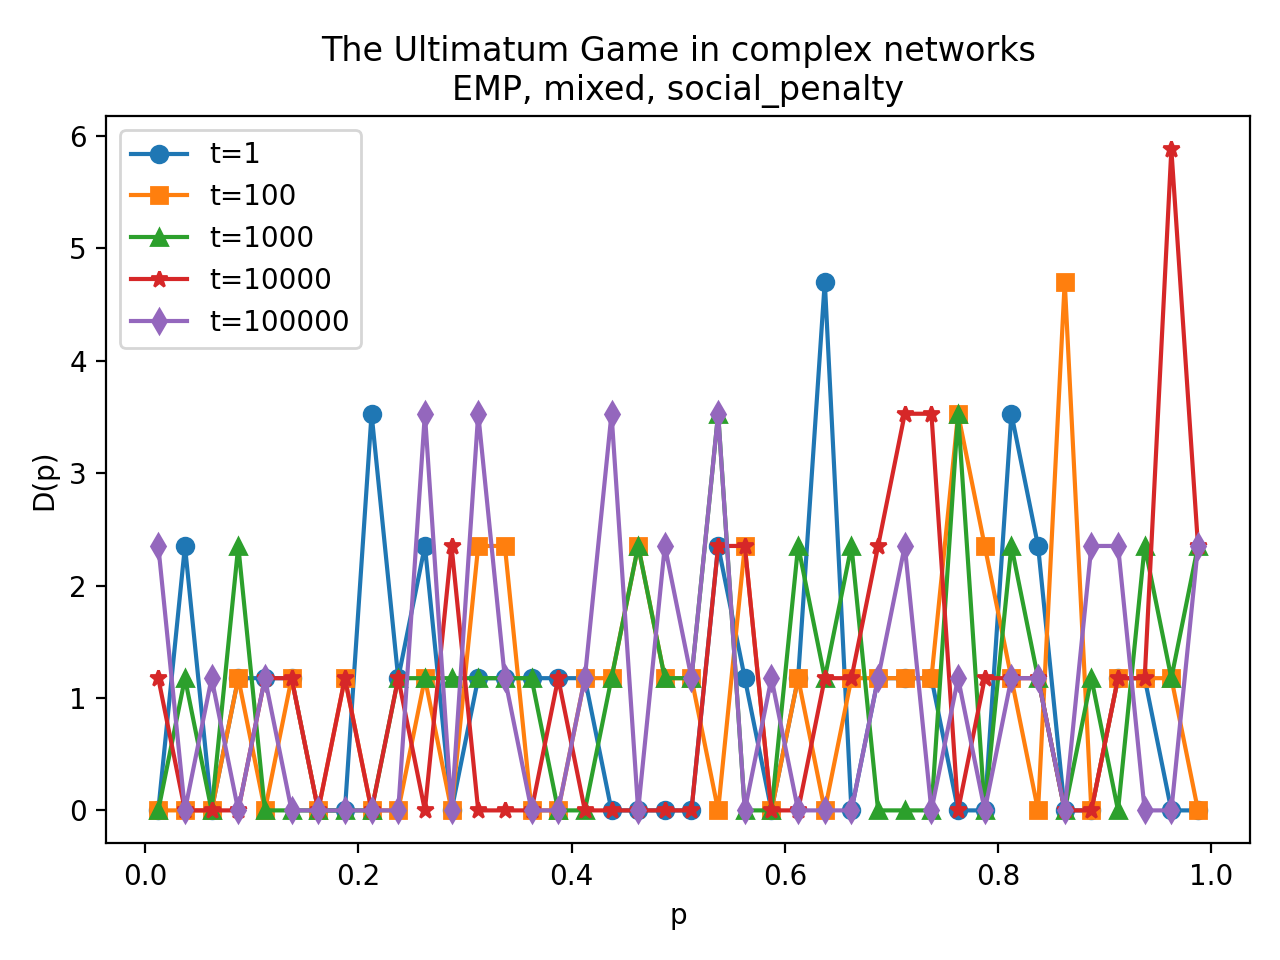 The Ultimatum Game in complex networks
EMP, mixed, social_penalty
t=1
t=100
t=1000
t=10000
t=100000
6
5
4
3
2
1
0
D(p)
0.0 0.2 0.4 0.6 0.8 1.0
p